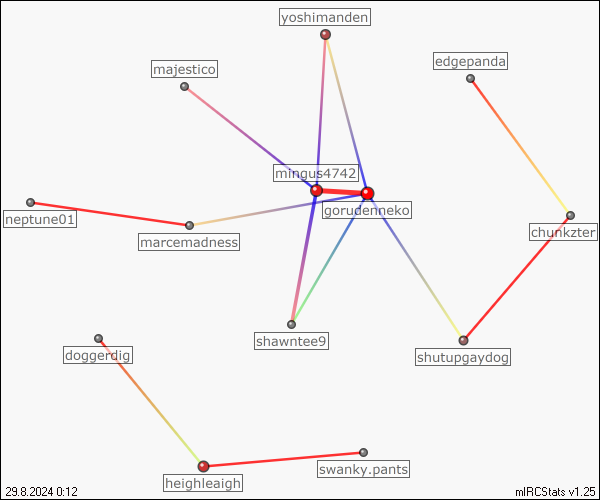 yoshimanden
majestico
edgepanda
mingus4742
gorudenneko
neptune01
marcemadness
chunkzter
shawntee9
doggerdig
shutupgaydog
swanky.pants
heighleaigh
29.8.2024 0:12
mIRCStats v1.25